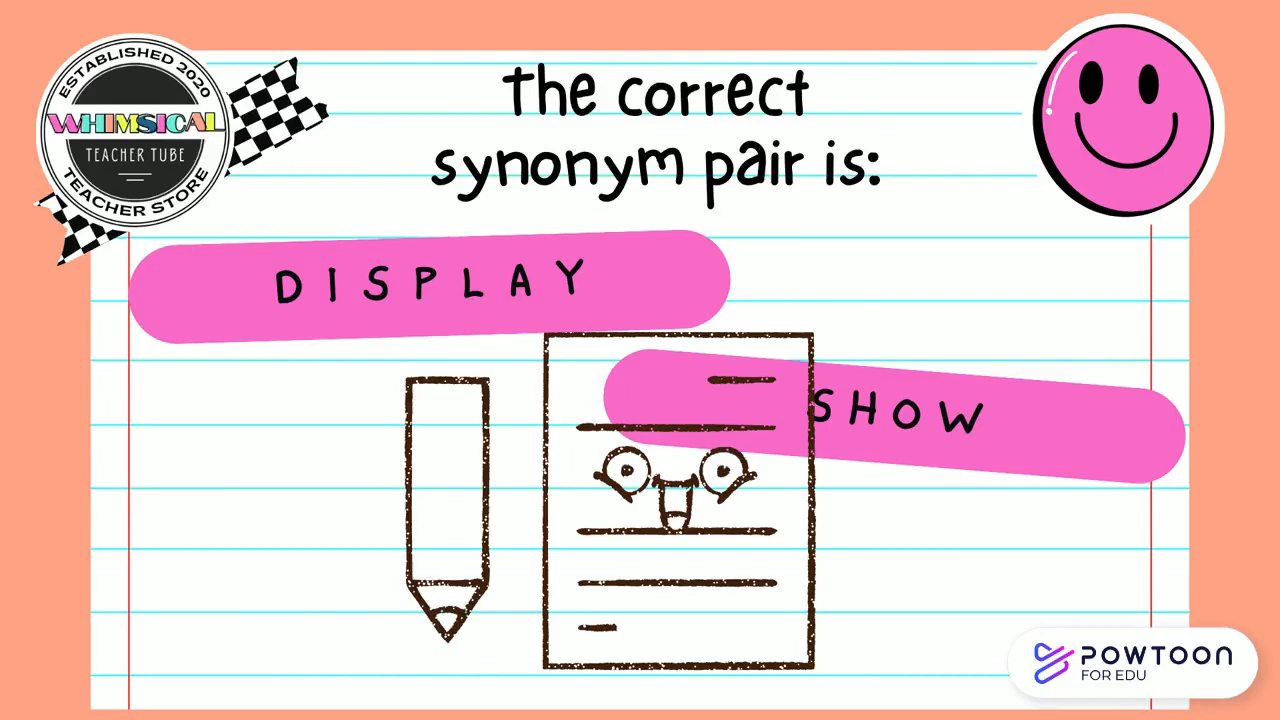 ESTABLISHED 2020
WHIMSICAL
TEACHER TUBE
TEACHER STORE
the correct
synonym pair is:
DISPLAY
SHOW
POWTOON
FOR EDU